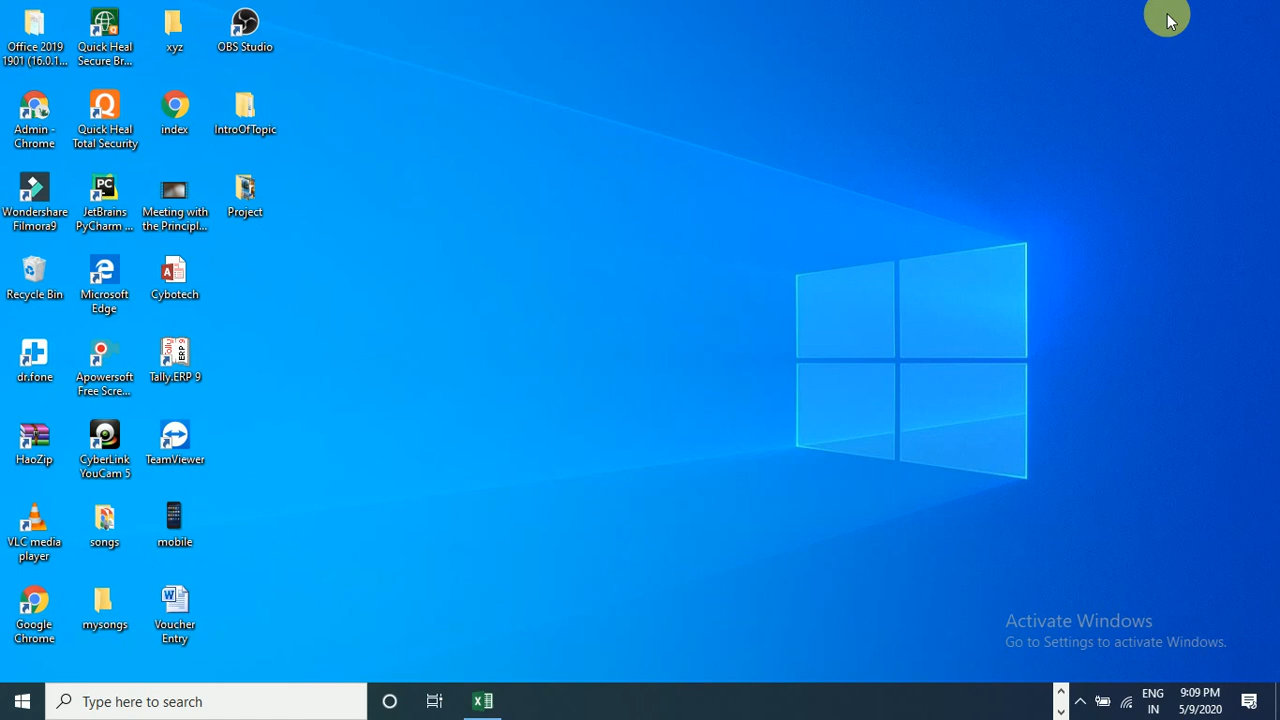 Office 2019
1901 (16.0.1...
Quick Heal
Secure Br...
xyz
OBS Studio
Admin -
Chrome
Quick Heal
Total Security
index
IntroOfTopic
Wondershare
Filmora9
JetBrains
PyCharm ...
Meeting with
the Principl...
Project
Recycle Bin
Microsoft
Edge
Cybotech
dr.fone
Apowersoft
Free Scre...
Tally.ERP 9
HaoZip
CyberLink
YouCam 5
TeamViewer
VLC media
player
songs
mobile
Google
Chrome
mysongs
Voucher
Entry
Activate Windows
Go to Settings to activate Windows.
Type here to search
ENG
IN
9:09 PM
5/9/2020